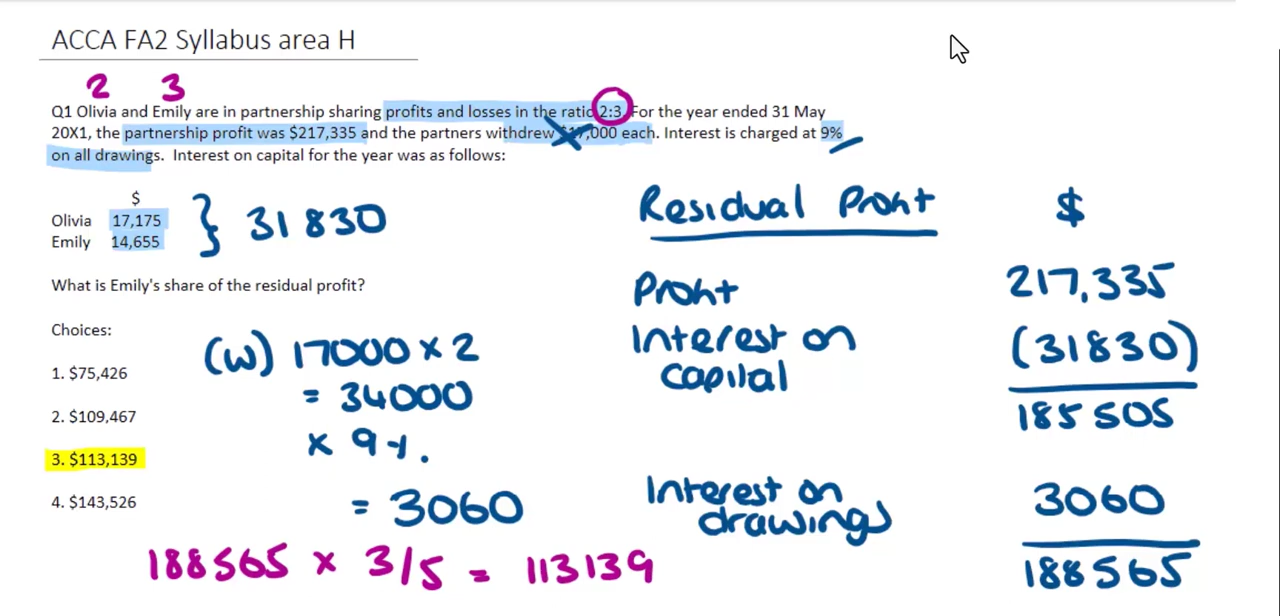 ACCA FA2 Syllabus area H
2 3
Q1 Olivia and Emily are in partnership sharing profits and losses in the ratio 2:3. For the year ended 31 May
20X1, the partnership profit was $217,335 and the partners withdrew $17,000 each. Interest is charged at 9%
on all drawings. Interest on capital for the year was as follows:
$
Olivia 17,175
Emily 14,655
} 31830
What is Emily's share of the residual profit?
Choices:
1. $75,426
2. $109,467
3. $113,139
4. $143,526
(W) 17000 x 2
= 34000
x 9%.
= 3060
188565 x 3/5 = 113139
Residual Profit $
Profit 217,335
Interest on
capital (31830)
185505
Interest on
drawings 3060
188565